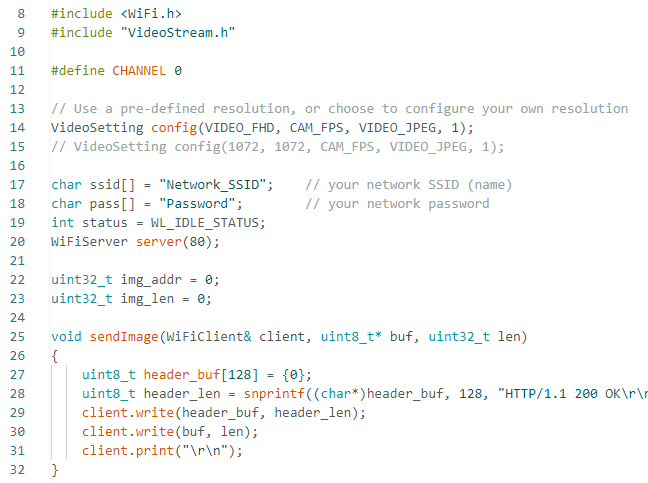 8 #include <WiFi.h>
9 #include "VideoStream.h"
10
11 #define CHANNEL 0
12
13 // Use a pre-defined resolution, or choose to configure your own resolution
14 VideoSetting config(VIDEO_FHD, CAM_FPS, VIDEO_JPEG, 1);
15 // VideoSetting config(1072, 1072, CAM_FPS, VIDEO_JPEG, 1);
16
17 char ssid[] = "Network_SSID";    // your network SSID (name)
18 char pass[] = "Password";        // your network password
19 int status = WL_IDLE_STATUS;
20 WiFiServer server(80);
21
22 uint32_t img_addr = 0;
23 uint32_t img_len = 0;
24
25 void sendImage(WiFiClient& client, uint8_t* buf, uint32_t len)
26 {
27     uint8_t header_buf[128] = {0};
28     uint8_t header_len = snprintf((char*)header_buf, 128, "HTTP/1.1 200 OK\r\n
29     client.write(header_buf, header_len);
30     client.write(buf, len);
31     client.print("\r\n");
32 }